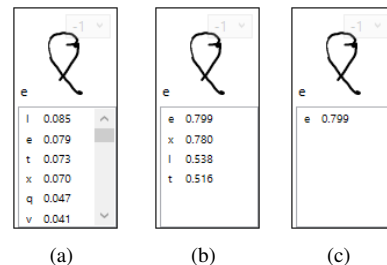 -1 -1 -1
e e e
l 0.085 e 0.799 e 0.799
e 0.079 x 0.780
t 0.073 l 0.538
x 0.070 t 0.516
q 0.047
v 0.041
(a) (b) (c)